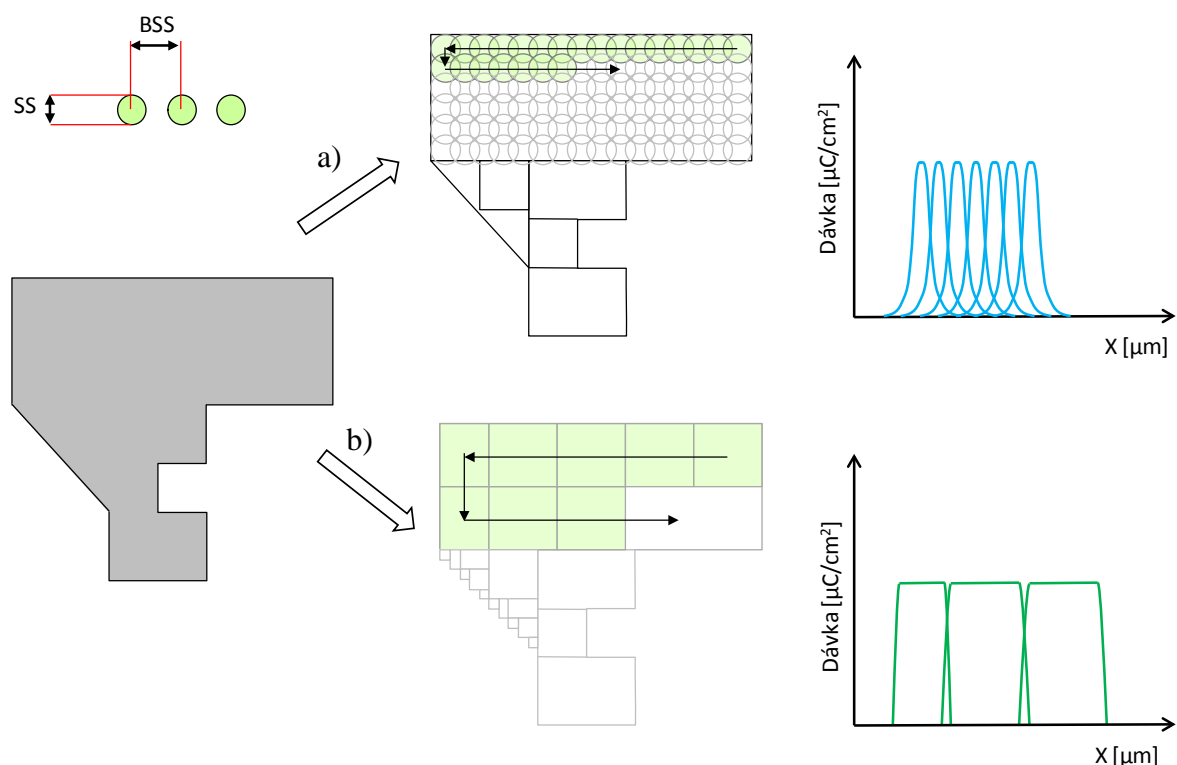 BSS
SS
a)
Dávka [µC/cm²]
X [µm]
b)
Dávka [µC/cm²]
X [µm]